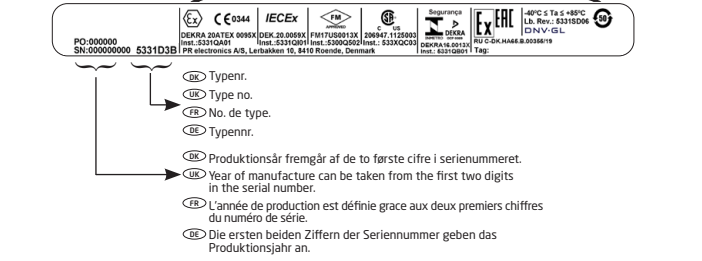 PO:000000
SN:000000000 5331D3B
Ex CE0344 IECEx FM APPROVED C US Segurança DEKRA Ex EAC -40°C ≤ Ta ≤ +85°C
Lb. Rev.: 5331SD06 50
DNV·GL
DEKRA 20ATEX 0095X DEK.20.0059X FM17US0013X 206947.1125003 DEKRA16.0013X RU C-DK.HA65.B.00355/19
Inst.:5331QA01 Inst.:5331QI01 Inst.:5300Q502 Inst.: 533XQC03 Inst.: 5331QB01 Tag:
PR electronics A/S, Lerbakken 10, 8410 Roende, Denmark
DK Typenr.
UK Type no.
FR No. de type.
DE Typennr.
DK Produktionsår fremgår af de to første cifre i serienummeret.
UK Year of manufacture can be taken from the first two digits
in the serial number.
FR L'année de production est définie grace aux deux premiers chiffres
du numéro de série.
DE Die ersten beiden Ziffern der Seriennummer geben das
Produktionsjahr an.